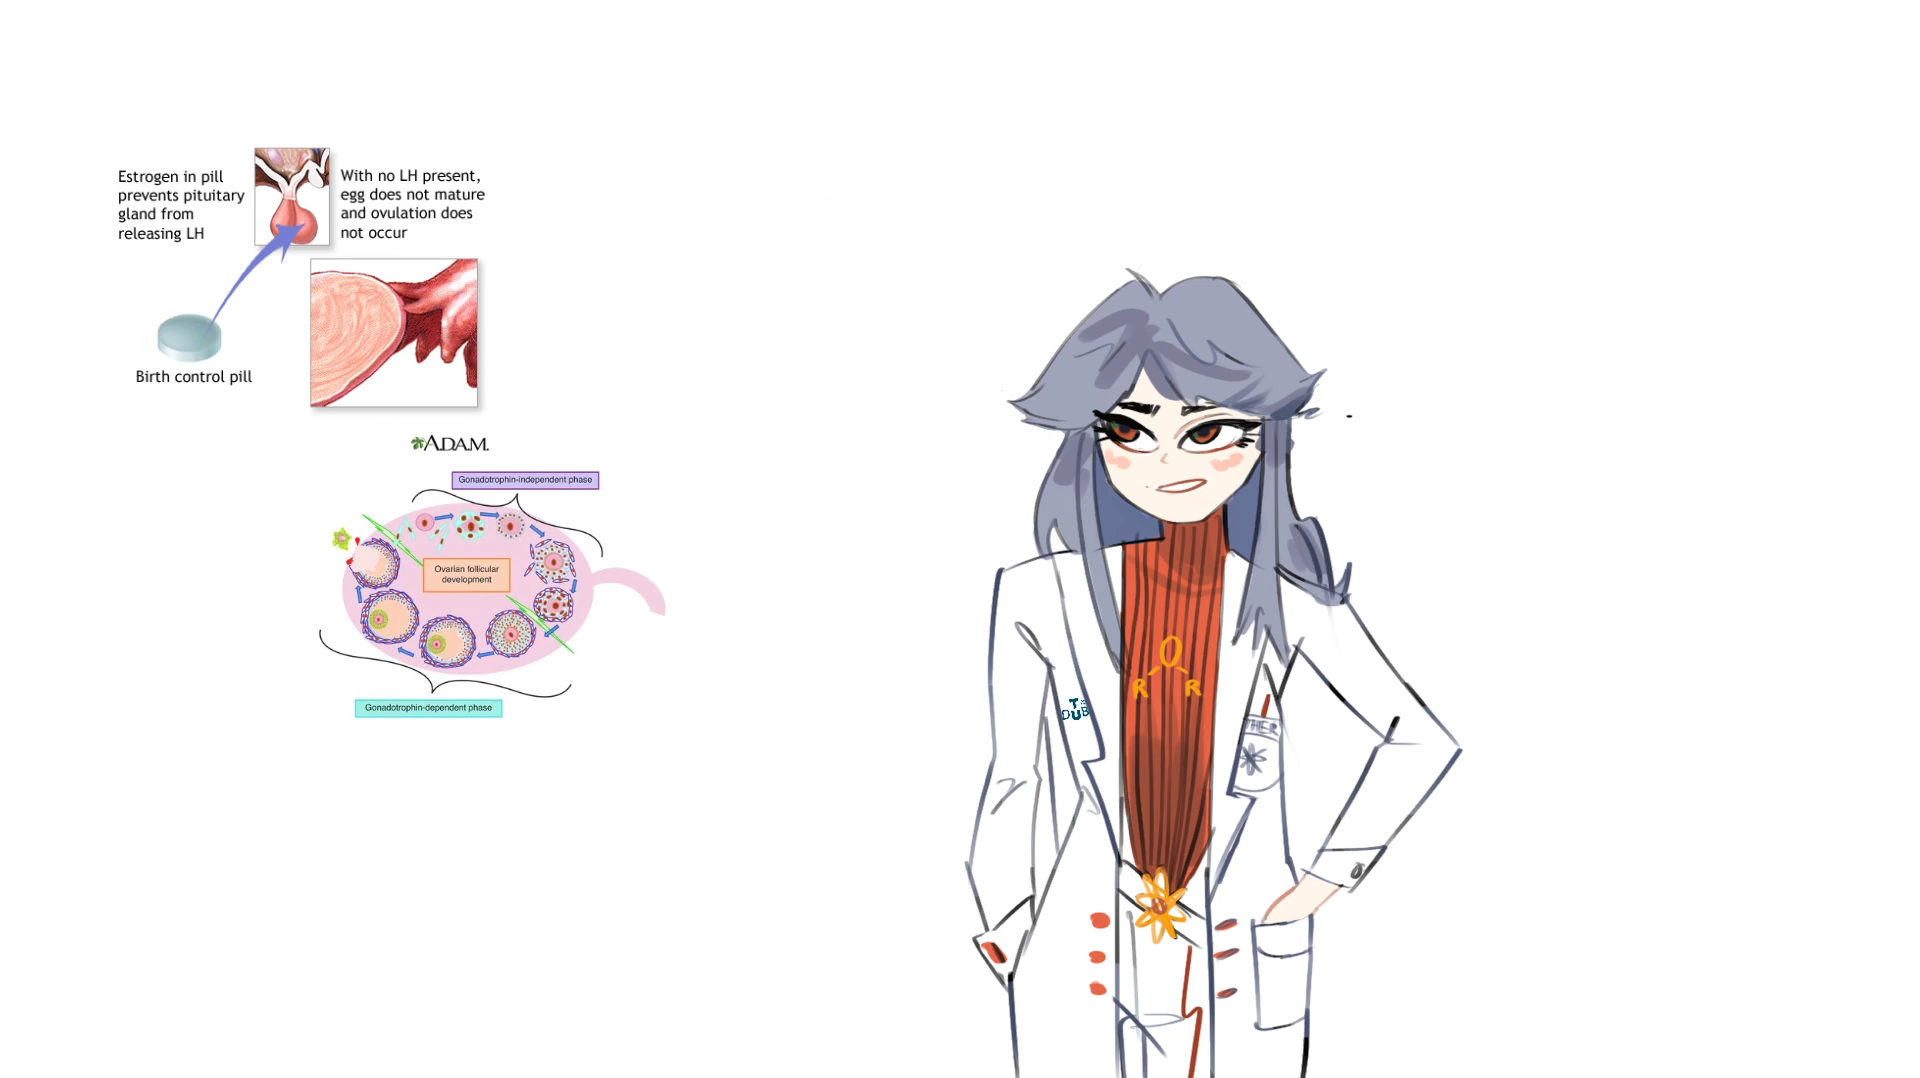 Estrogen in pill
prevents pituitary
gland from
releasing LH
With no LH present,
egg does not mature
and ovulation does
not occur
Birth control pill
A.D.A.M.
Gonadotrophin-independent phase
Ovarian follicular
development
Gonadotrophin-dependent phase
O
R R
THER